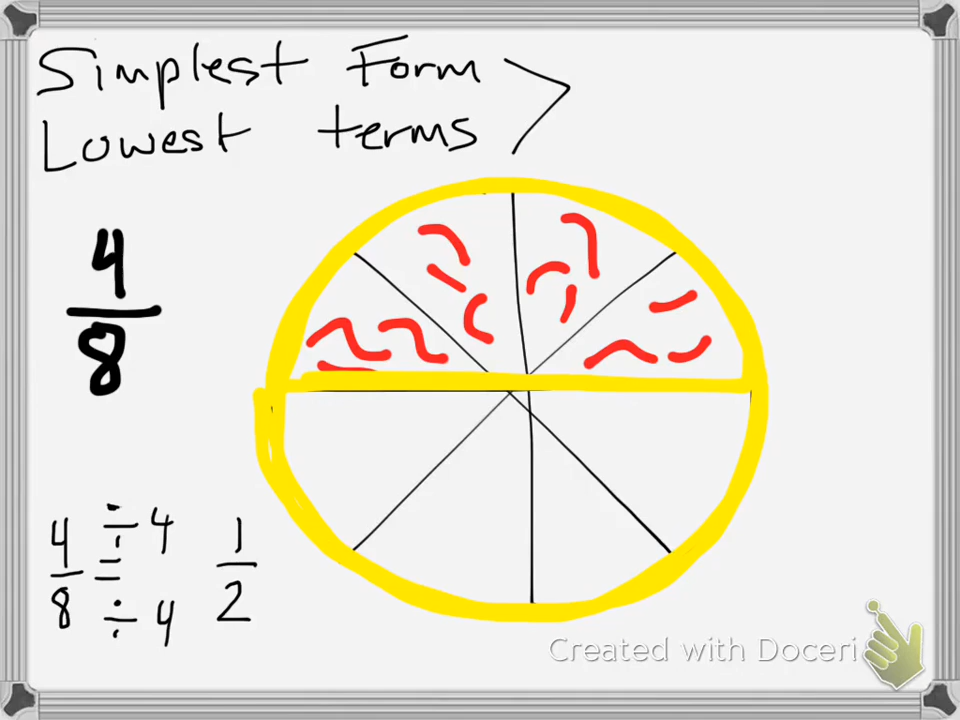 Simplest Form >
Lowest terms
4
8
4 ÷ 4 1
8 = 2
÷ 4
Created with Doceri